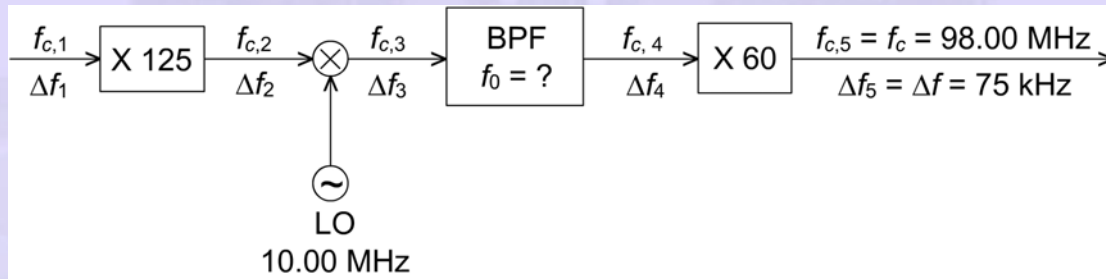 f_c,1
Δf_1
X 125
f_c,2
Δf_2
f_c,3
Δf_3
BPF
f_0 = ?
f_c, 4
Δf_4
X 60
f_c,5 = f_c = 98.00 MHz
Δf_5 = Δf = 75 kHz
~
LO
10.00 MHz